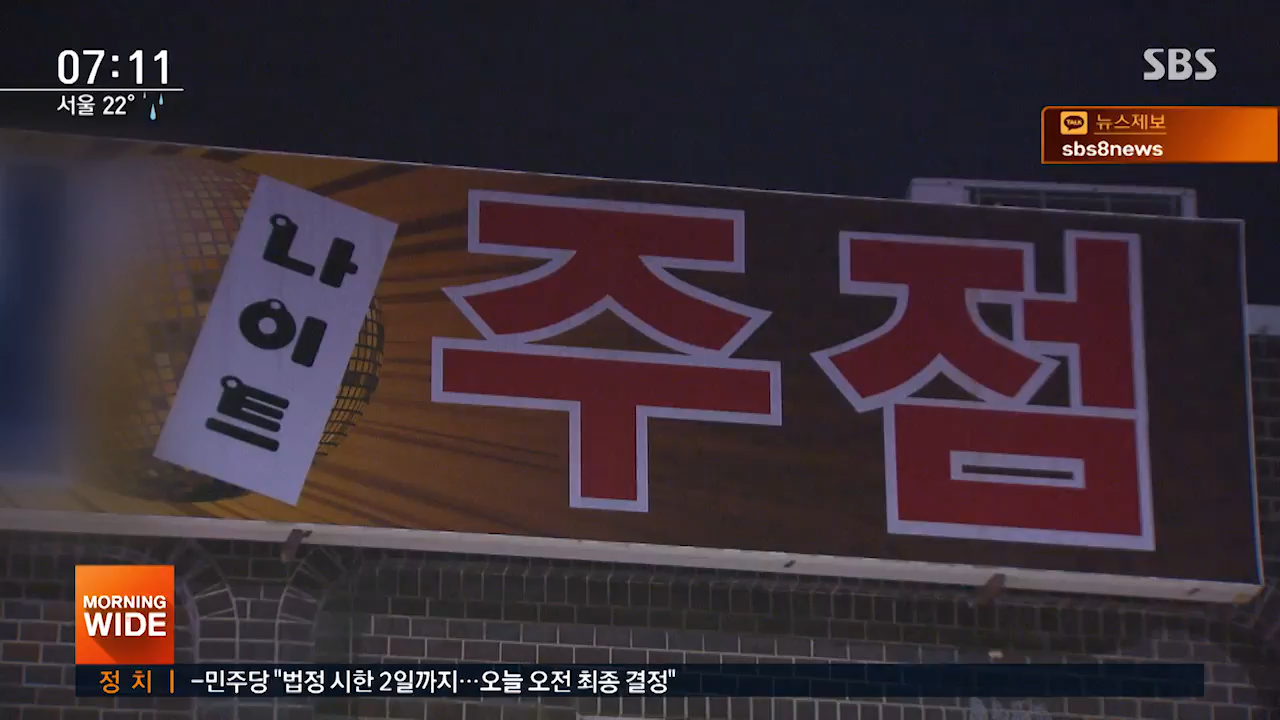 07:11
서울 22°
SBS
TALK 뉴스제보
sbs8news
나이트
주점
MORNING
WIDE
정치 | -민주당 "법정 시한 2일까지…오늘 오전 최종 결정"